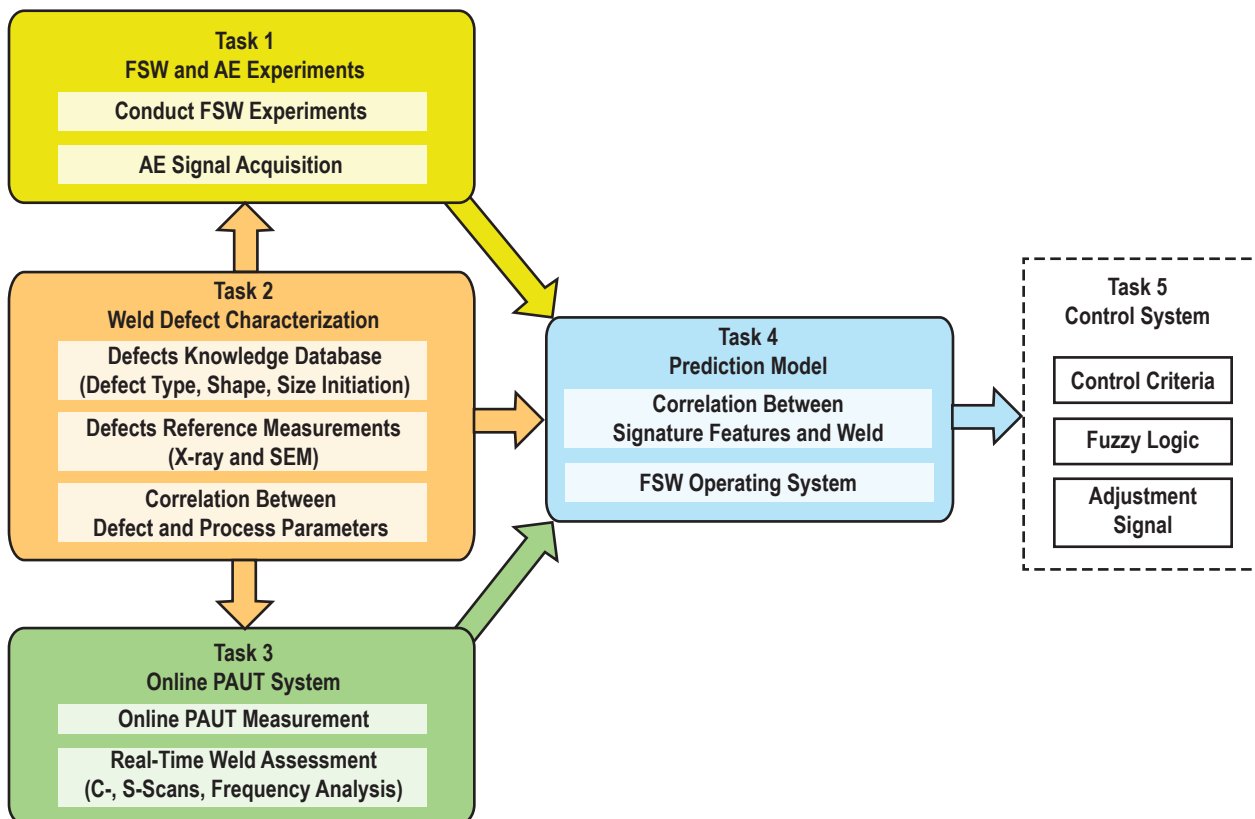 Task 1
FSW and AE Experiments
Conduct FSW Experiments
AE Signal Acquisition
Task 2
Weld Defect Characterization
Defects Knowledge Database
(Defect Type, Shape, Size Initiation)
Defects Reference Measurements
(X-ray and SEM)
Correlation Between
Defect and Process Parameters
Task 3
Online PAUT System
Online PAUT Measurement
Real-Time Weld Assessment
(C-, S-Scans, Frequency Analysis)
Task 4
Prediction Model
Correlation Between
Signature Features and Weld
FSW Operating System
Task 5
Control System
Control Criteria
Fuzzy Logic
Adjustment
Signal